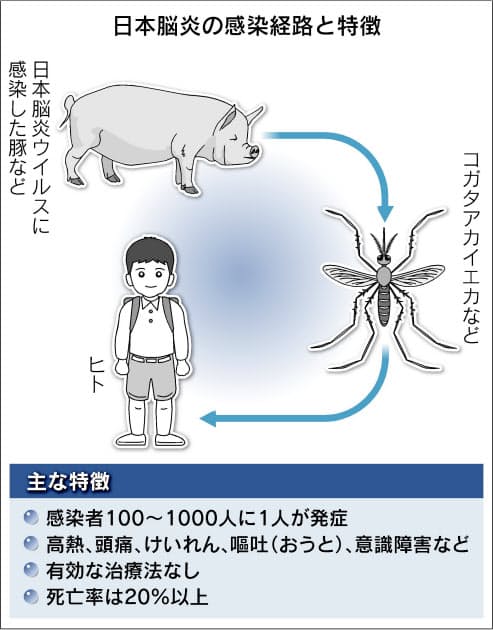 日本脳炎の感染経路と特徴
日本脳炎ウイルスに
感染した豚など
コガタアカイエカなど
ヒト
主な特徴
感染者100〜1000人に1人が発症
高熱、頭痛、けいれん、嘔吐(おうと)、意識障害など
有効な治療法なし
死亡率は20%以上